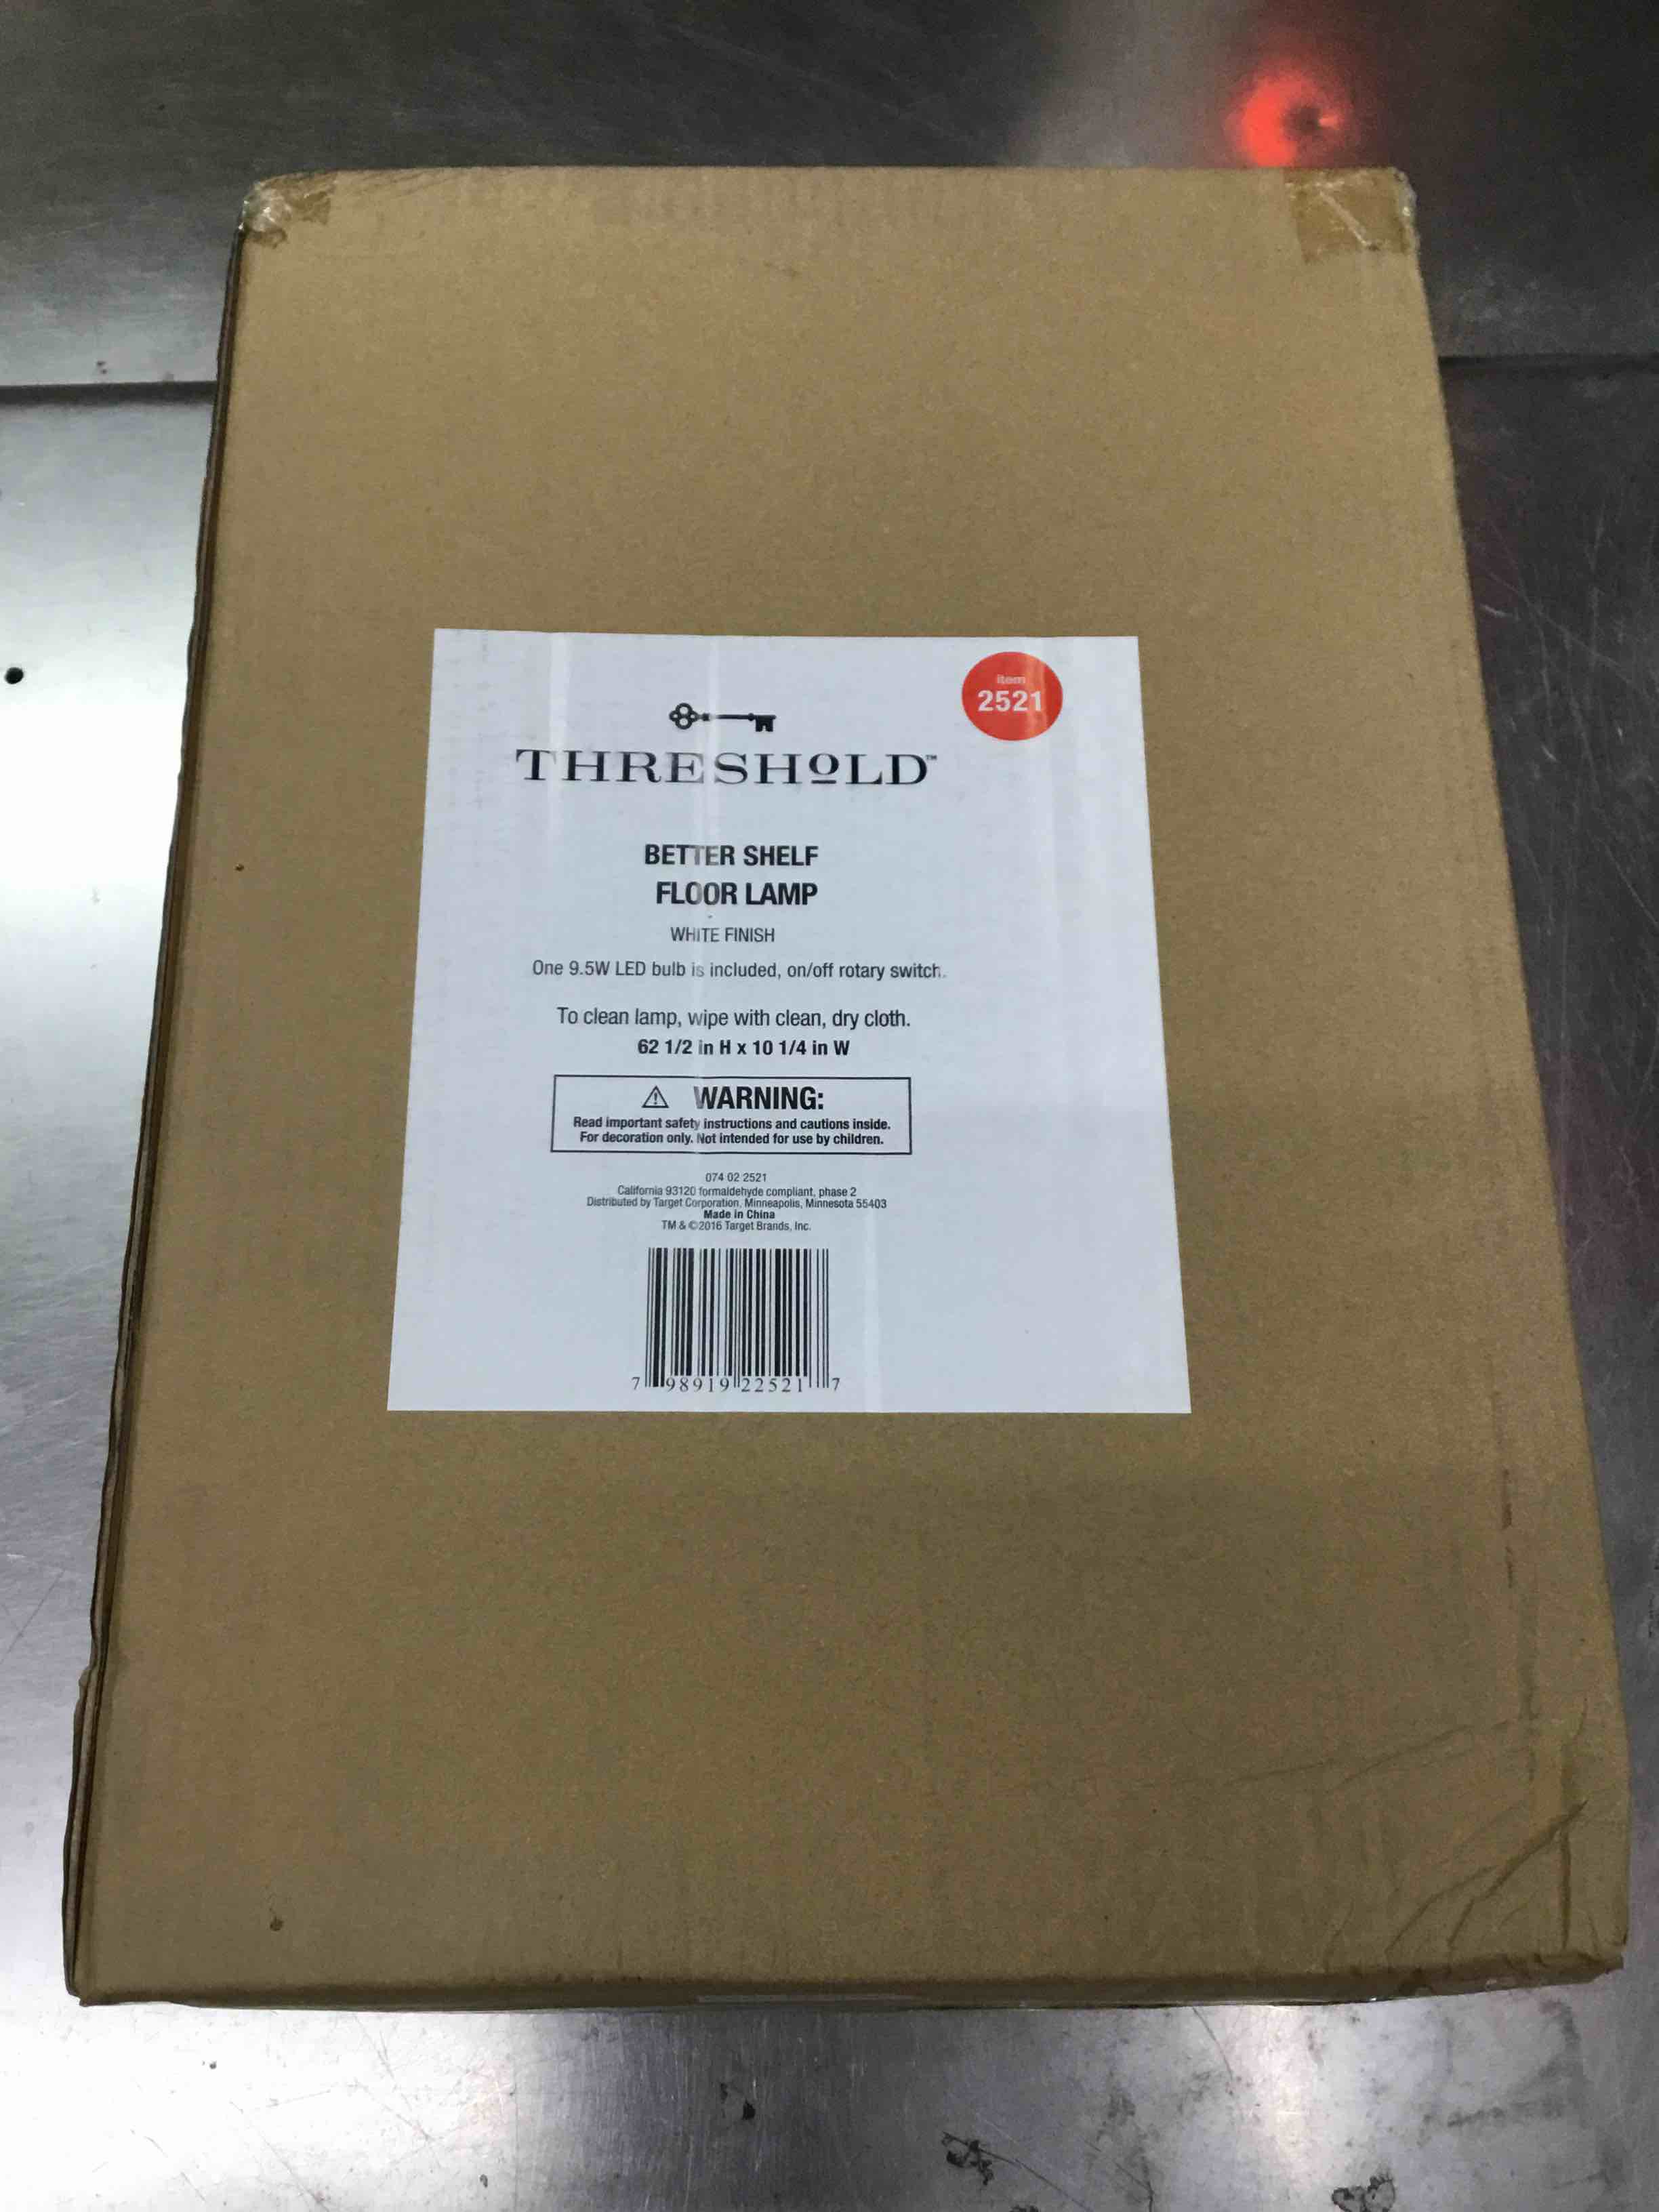 item
2521
THRESHOLD™
BETTER SHELF
FLOOR LAMP
WHITE FINISH
One 9.5W LED bulb is included, on/off rotary switch.
To clean lamp, wipe with clean, dry cloth.
62 1/2 in H x 10 1/4 in W
⚠ WARNING:
Read important safety instructions and cautions inside.
For decoration only. Not intended for use by children.
074 02 2521
California 93120 formaldehyde compliant, phase 2
Distributed by Target Corporation, Minneapolis, Minnesota 55403
Made in China
TM & ©2016 Target Brands, Inc.
7 98919 22521 7